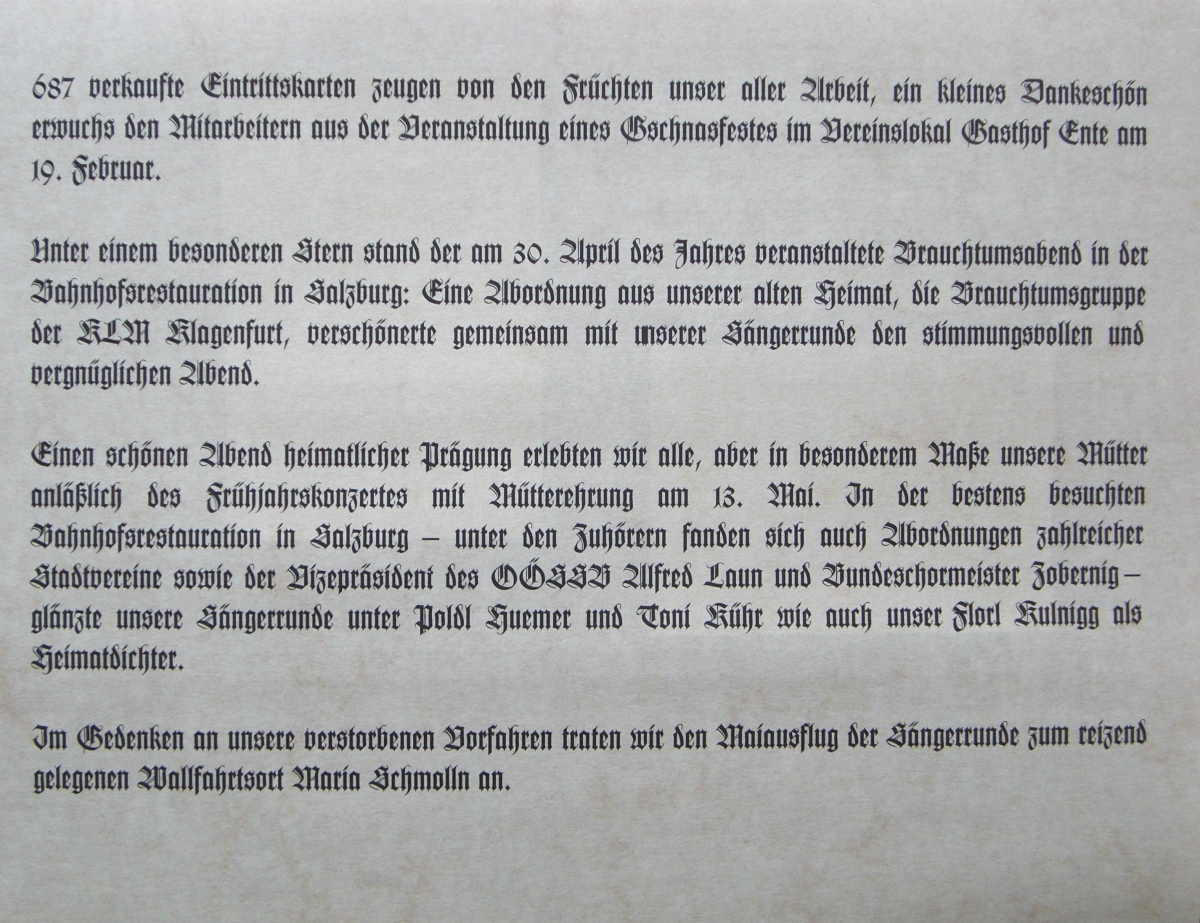 687 verkaufte Eintrittskarten zeugen von den Früchten unser aller Arbeit, ein kleines Dankeschön
erwuchs den Mitarbeitern aus der Veranstaltung eines Gschnasfestes im Vereinslokal Gasthof Ente am
19. Februar.
Unter einem besonderen Stern stand der am 30. April des Jahres veranstaltete Brauchtumsabend in der
Bahnhofsrestauration in Salzburg: Eine Abordnung aus unserer alten Heimat, die Brauchtumsgruppe
der KLM Klagenfurt, verschönerte gemeinsam mit unserer Sängerrunde den stimmungsvollen und
vergnüglichen Abend.
Einen schönen Abend heimatlicher Prägung erlebten wir alle, aber in besonderem Maße unsere Mütter
anläßlich des Frühjahrskonzertes mit Mütterehrung am 13. Mai. In der bestens besuchten
Bahnhofsrestauration in Salzburg – unter den Zuhörern fanden sich auch Abordnungen zahlreicher
Stadtvereine sowie der Vizepräsident des OÖSSB Alfred Laun und Bundeschormeister Zobernig –
glänzte unsere Sängerrunde unter Poldl Huemer und Toni Kühr wie auch unser Florl Kulnigg als
Heimatdichter.
Im Gedenken an unsere verstorbenen Vorfahren traten wir den Maiausflug der Sängerrunde zum reizend
gelegenen Wallfahrtsort Maria Schmolln an.